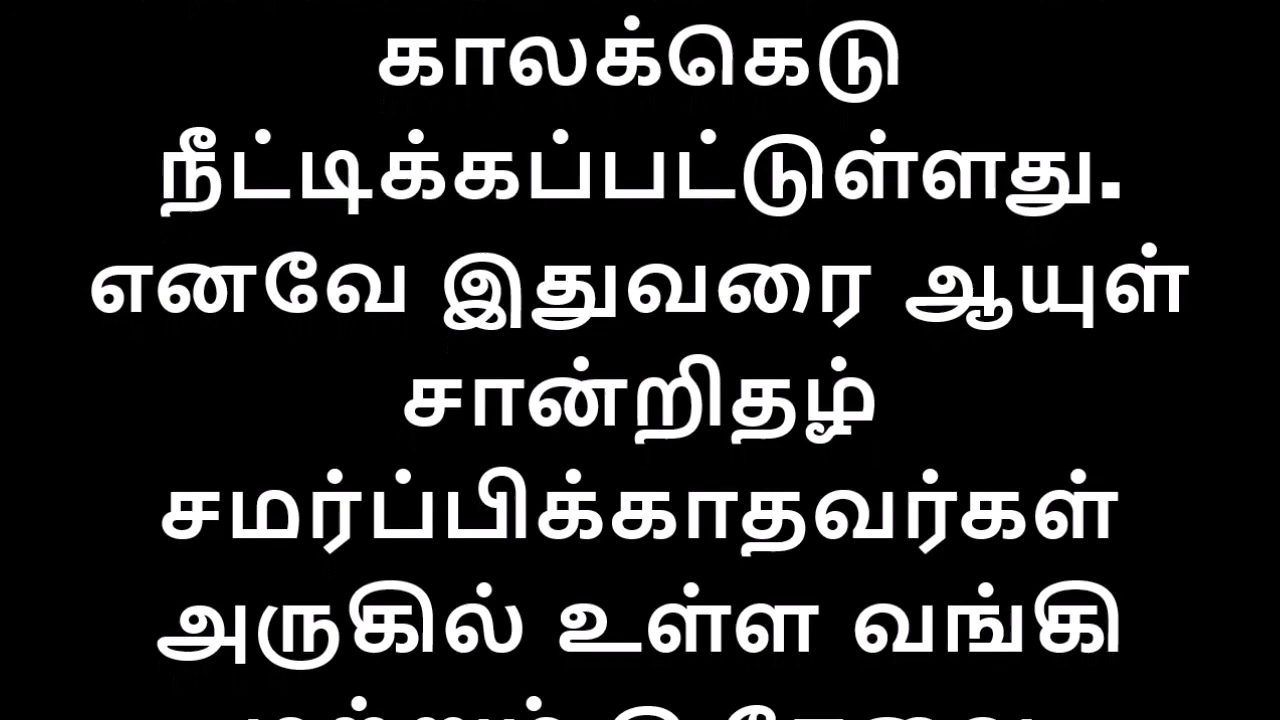 காலக்கெடு
நீட்டிக்கப்பட்டுள்ளது.
எனவே இதுவரை ஆயுள்
சான்றிதழ்
சமர்ப்பிக்காதவர்கள்
அருகில் உள்ள வங்கி